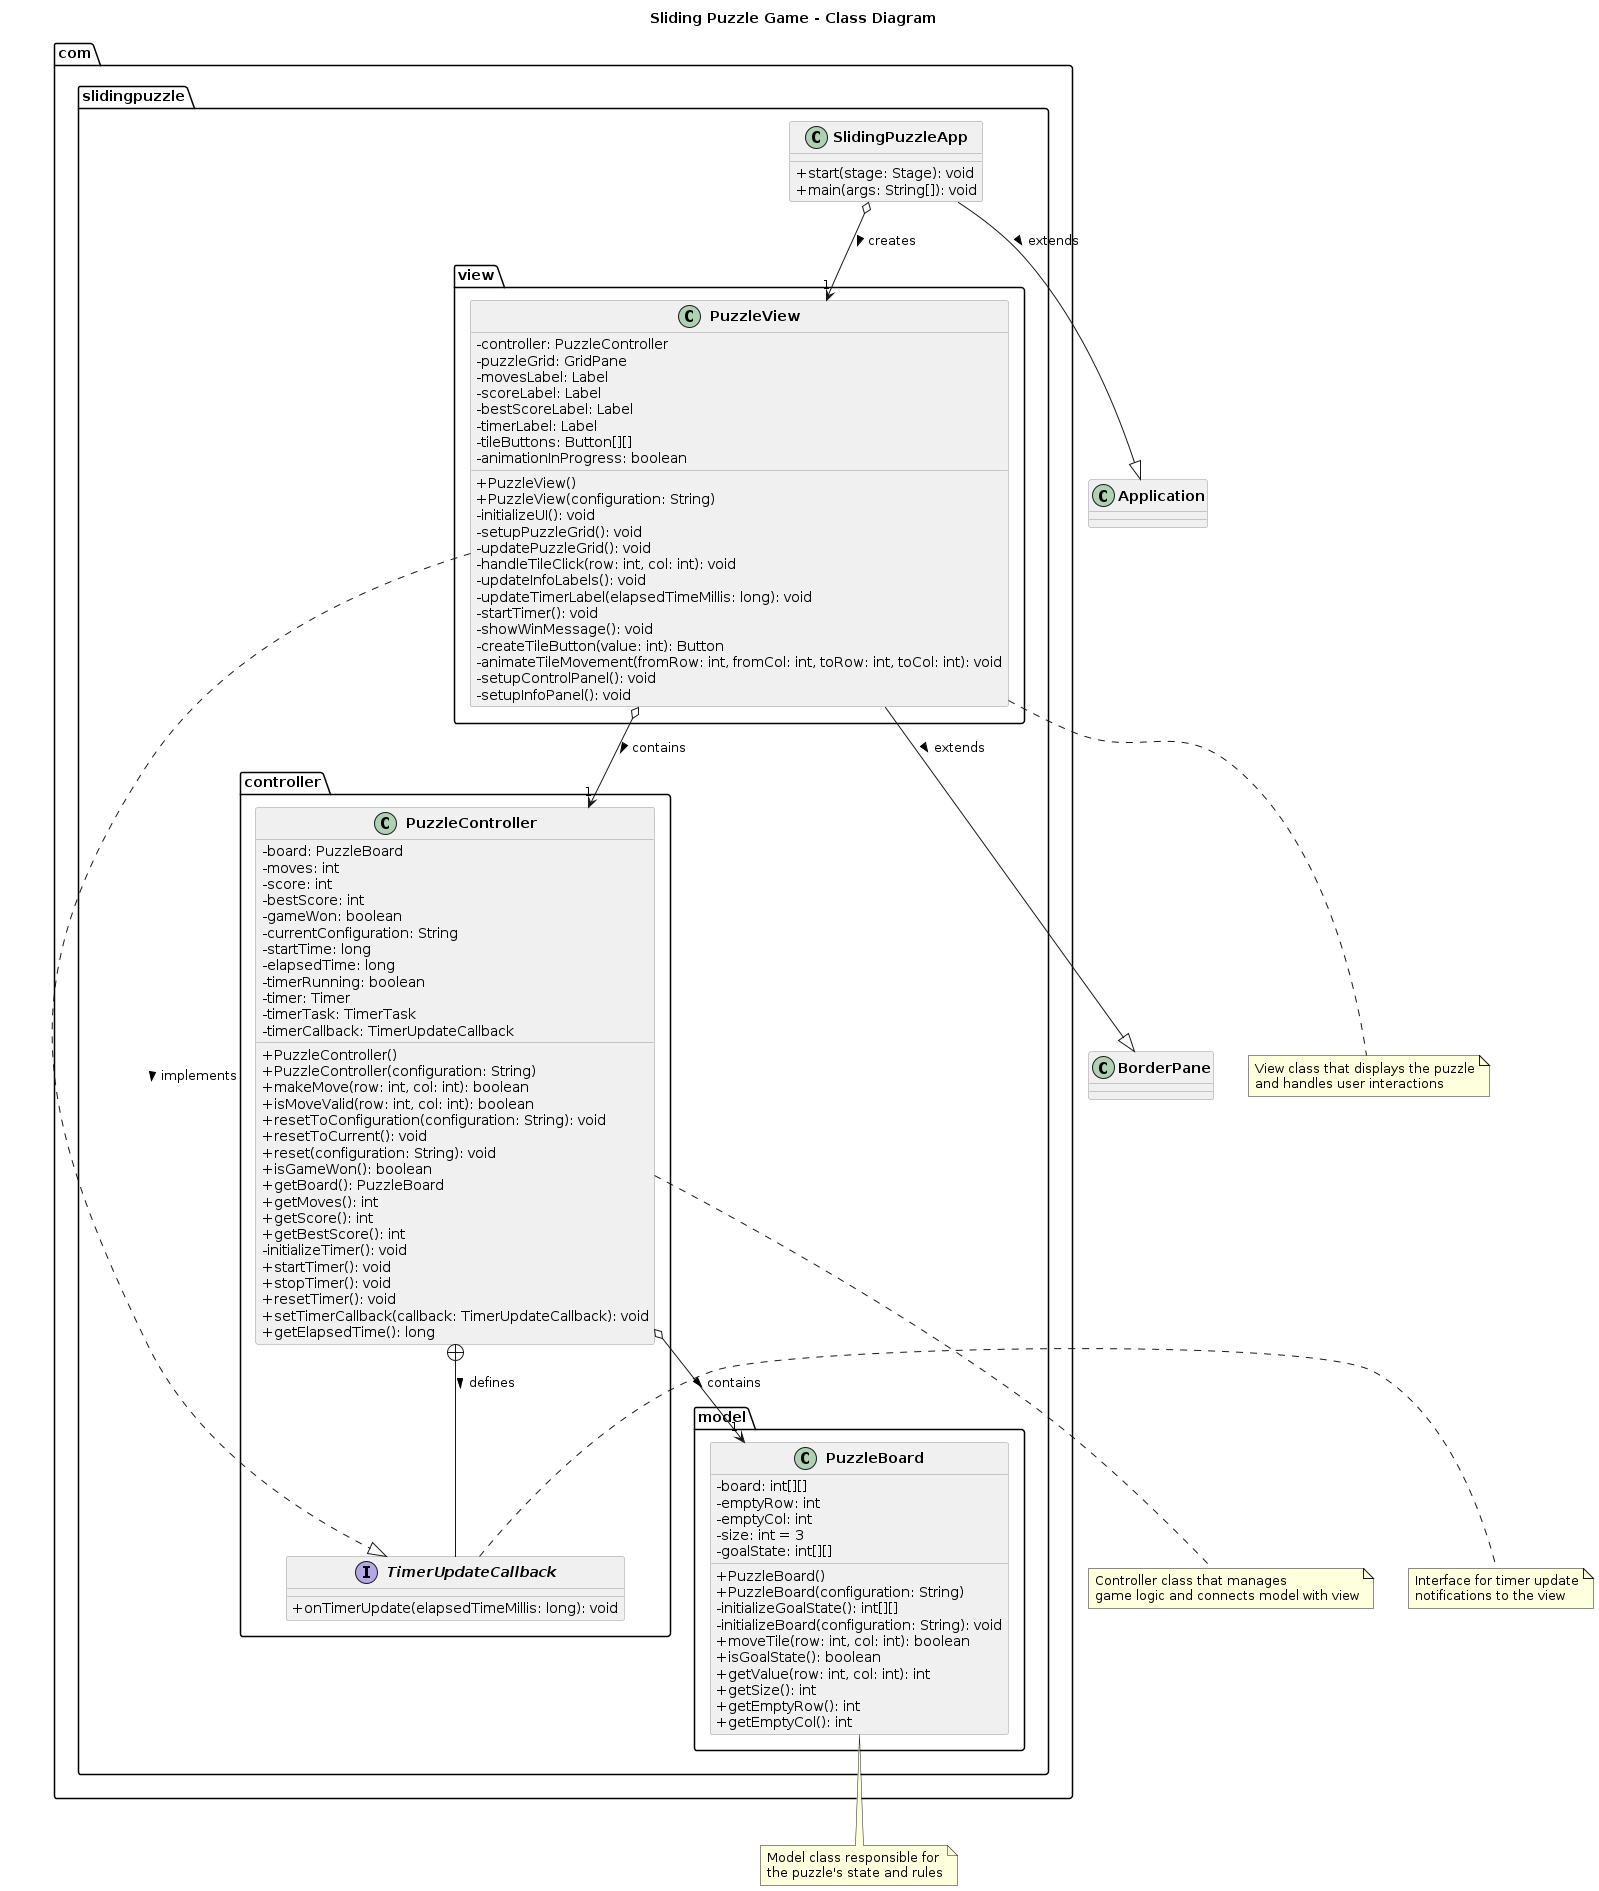 Sliding Puzzle Game - Class Diagram
com
slidingpuzzle
C SlidingPuzzleApp
+start(stage: Stage): void
+main(args: String[]): void
creates
extends
1
view
C PuzzleView
-controller: PuzzleController
-puzzleGrid: GridPane
-movesLabel: Label
-scoreLabel: Label
-bestScoreLabel: Label
-timerLabel: Label
-tileButtons: Button[][]
-animationInProgress: boolean
+PuzzleView()
+PuzzleView(configuration: String)
-initializeUI(): void
-setupPuzzleGrid(): void
-updatePuzzleGrid(): void
-handleTileClick(row: int, col: int): void
-updateInfoLabels(): void
-updateTimerLabel(elapsedTimeMillis: long): void
-startTimer(): void
-showWinMessage(): void
-createTileButton(value: int): Button
-animateTileMovement(fromRow: int, fromCol: int, toRow: int, toCol: int): void
-setupControlPanel(): void
-setupInfoPanel(): void
C Application
contains
extends
1
controller
C PuzzleController
-board: PuzzleBoard
-moves: int
-score: int
-bestScore: int
-gameWon: boolean
-currentConfiguration: String
-startTime: long
-elapsedTime: long
-timerRunning: boolean
-timer: Timer
-timerTask: TimerTask
-timerCallback: TimerUpdateCallback
+PuzzleController()
+PuzzleController(configuration: String)
+makeMove(row: int, col: int): boolean
+isMoveValid(row: int, col: int): boolean
+resetToConfiguration(configuration: String): void
+resetToCurrent(): void
+reset(configuration: String): void
+isGameWon(): boolean
+getBoard(): PuzzleBoard
+getMoves(): int
+getScore(): int
+getBestScore(): int
-initializeTimer(): void
+startTimer(): void
+stopTimer(): void
+resetTimer(): void
+setTimerCallback(callback: TimerUpdateCallback): void
+getElapsedTime(): long
implements
C BorderPane
View class that displays the puzzle
and handles user interactions
defines
contains
1
model
C PuzzleBoard
-board: int[][]
-emptyRow: int
-emptyCol: int
-size: int = 3
-goalState: int[][]
+PuzzleBoard()
+PuzzleBoard(configuration: String)
-initializeGoalState(): int[][]
-initializeBoard(configuration: String): void
+moveTile(row: int, col: int): boolean
+isGoalState(): boolean
+getValue(row: int, col: int): int
+getSize(): int
+getEmptyRow(): int
+getEmptyCol(): int
I TimerUpdateCallback
+onTimerUpdate(elapsedTimeMillis: long): void
Controller class that manages
game logic and connects model with view
Interface for timer update
notifications to the view
Model class responsible for
the puzzle's state and rules